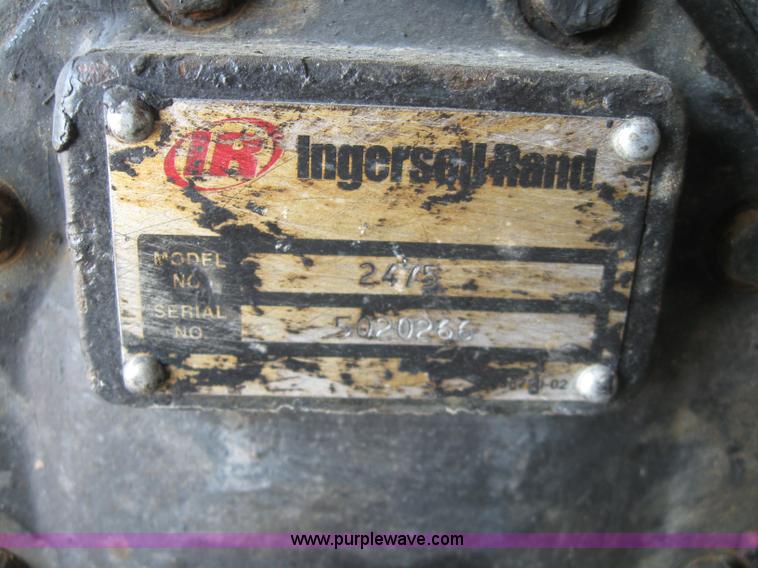 IR Ingersoll-Rand
MODEL NO 2475
SERIAL NO 5020266
www.purplewave.com